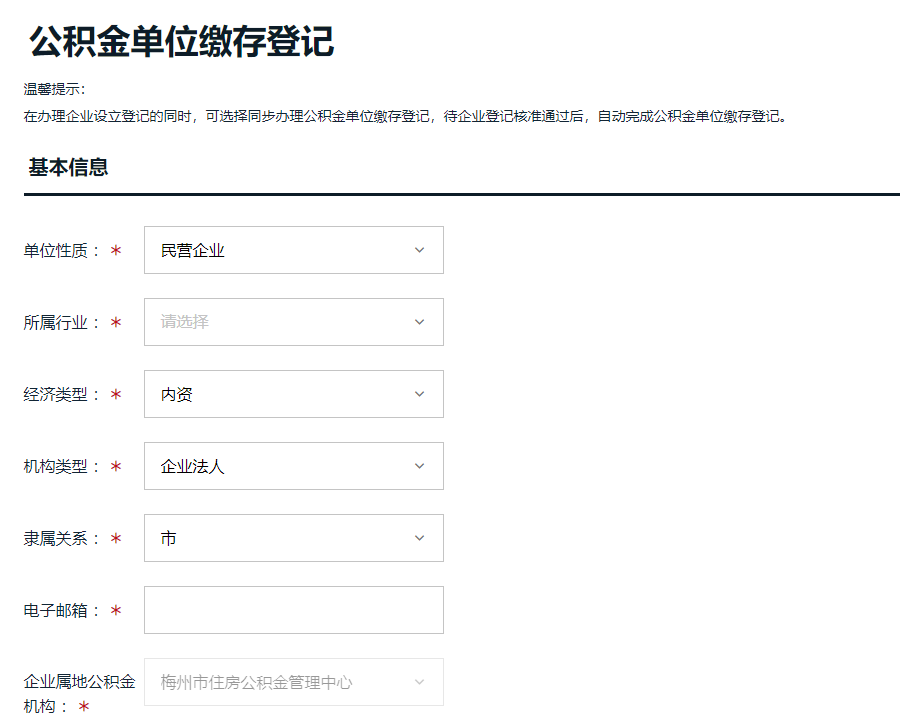 公积金单位缴存登记
温馨提示：
在办理企业设立登记的同时，可选择同步办理公积金单位缴存登记，待企业登记核准通过后，自动完成公积金单位缴存登记。
基本信息
单位性质： * 民营企业
所属行业： * 请选择
经济类型： * 内资
机构类型： * 企业法人
隶属关系： * 市
电子邮箱： *
企业属地公积金 梅州市住房公积金管理中心
机构： *